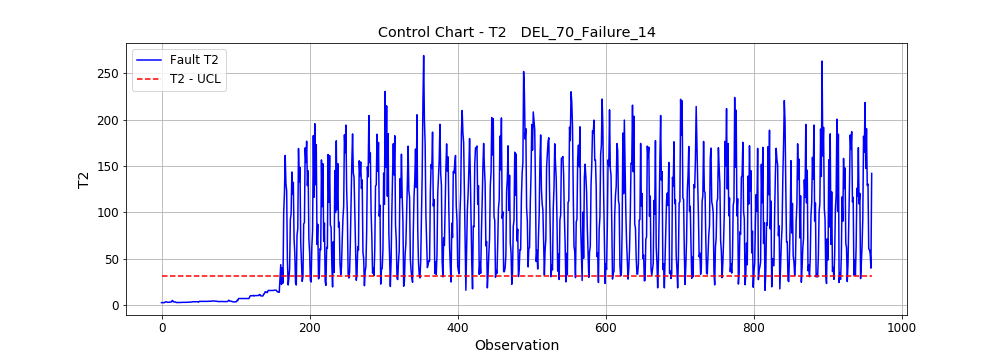 Control Chart - T2   DEL_70_Failure_14
Fault T2
T2 - UCL
250
200
150
100
50
0
T2
0 200 400 600 800 1000
Observation